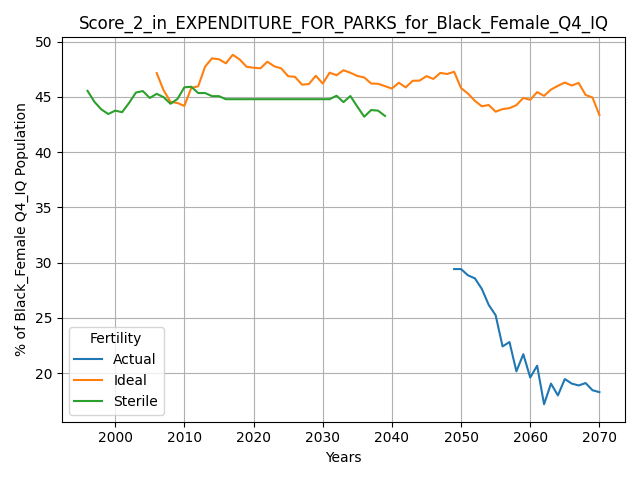 Score_2_in_EXPENDITURE_FOR_PARKS_for_Black_Female_Q4_IQ
% of Black_Female Q4_IQ Population
50
45
40
35
30
25
20
Fertility
Actual
Ideal
Sterile
2000 2010 2020 2030 2040 2050 2060 2070
Years